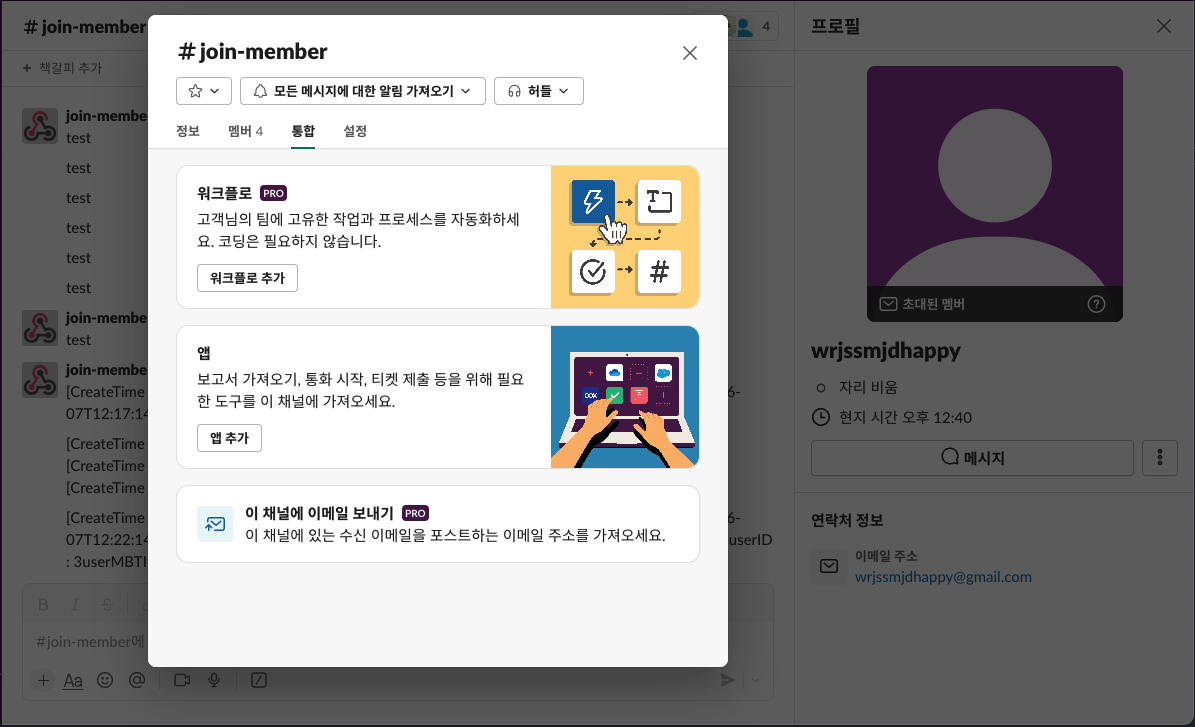 # join-member
4
+ 책갈피 추가
join-membe
test
test
test
test
test
test
join-membe
test
join-membe
[CreateTime
6-
07T12:17:14
[CreateTime
[CreateTime
[CreateTime
[CreateTime
6-
07T12:22:14
userID
: 3userMBTI
B I S
#join-member에
+ Aa @
# join-member
모든 메시지에 대한 알림 가져오기
허들
정보 멤버 4 통합 설정
워크플로 PRO
고객님의 팀에 고유한 작업과 프로세스를 자동화하세
요. 코딩은 필요하지 않습니다.
워크플로 추가
T
#
앱
보고서 가져오기, 통화 시작, 티켓 제출 등을 위해 필요
한 도구를 이 채널에 가져오세요.
앱 추가
이 채널에 이메일 보내기 PRO
이 채널에 있는 수신 이메일을 포스트하는 이메일 주소를 가져오세요.
프로필
초대된 멤버
?
wrjssmjdhappy
자리 비움
현지 시간 오후 12:40
메시지
연락처 정보
이메일 주소
wrjssmjdhappy@gmail.com